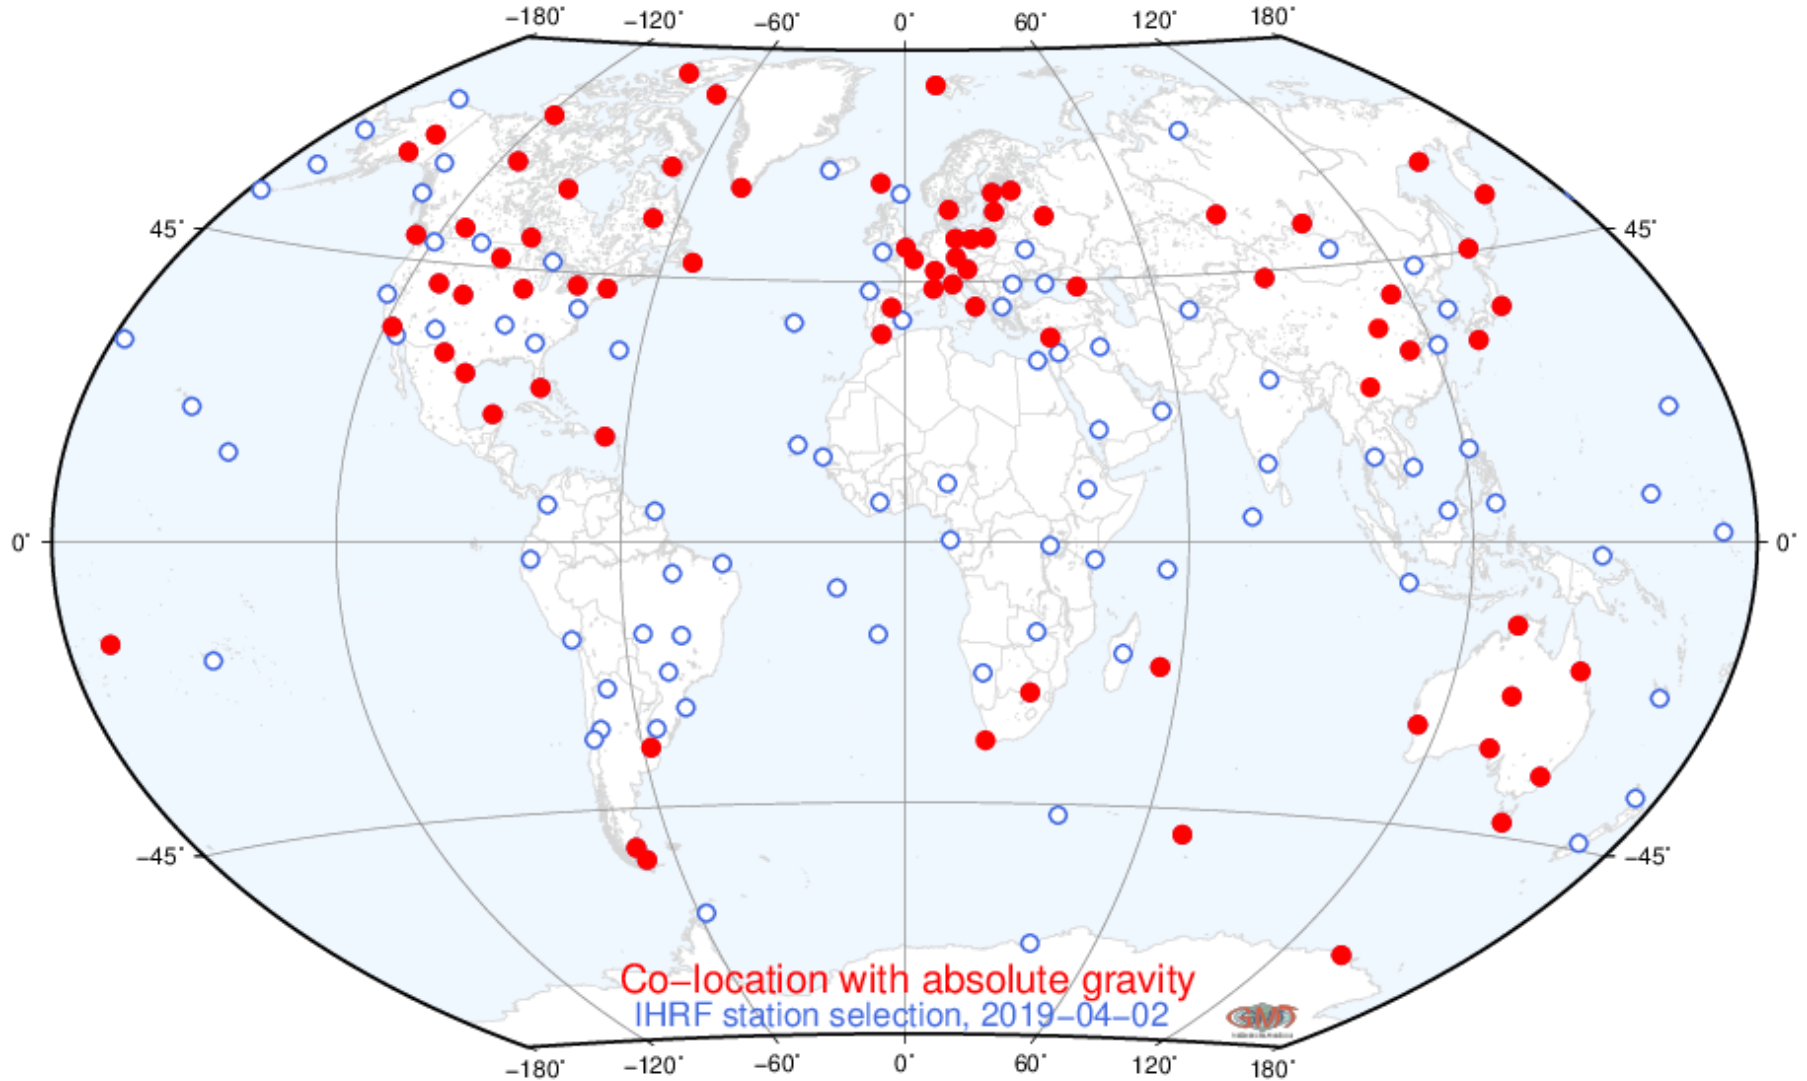 −180˚ −120˚ −60˚ 0˚ 60˚ 120˚ 180˚
45˚ 45˚
0˚ 0˚
−45˚ −45˚
Co−location with absolute gravity
IHRF station selection, 2019−04−02
GMT
−180˚ −120˚ −60˚ 0˚ 60˚ 120˚ 180˚